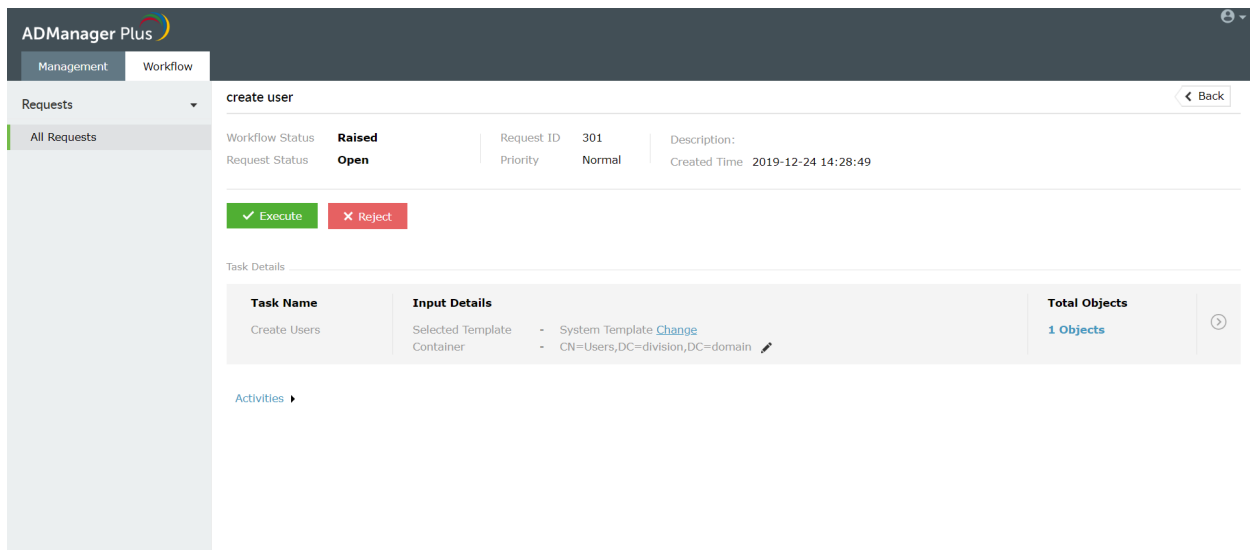 ADManager Plus
Management Workflow
Requests
All Requests
create user
Back
Workflow Status Raised Request ID 301 Description:
Request Status Open Priority Normal Created Time 2019-12-24 14:28:49
Execute Reject
Task Details
Task Name Input Details Total Objects
Create Users Selected Template - System Template Change 1 Objects
Container - CN=Users,DC=division,DC=domain
Activities